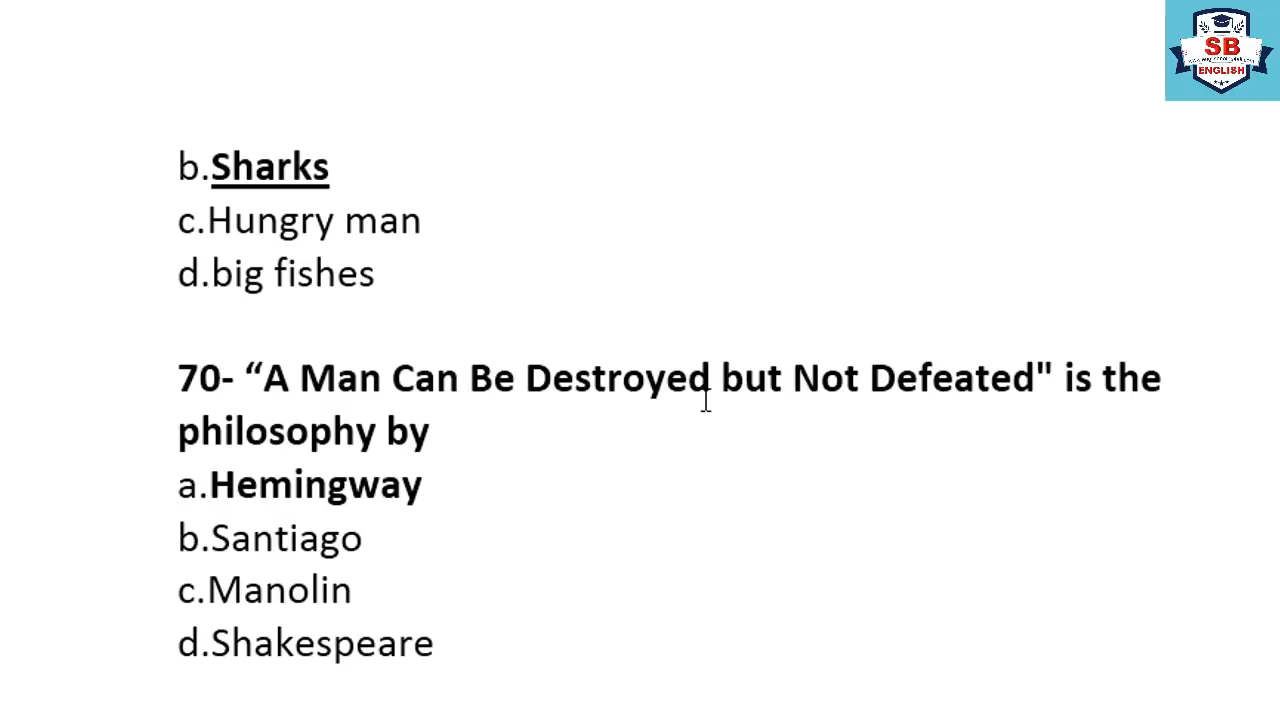 SB
ENGLISH
b.Sharks
c.Hungry man
d.big fishes
70- “A Man Can Be Destroyed but Not Defeated" is the
philosophy by
a.Hemingway
b.Santiago
c.Manolin
d.Shakespeare